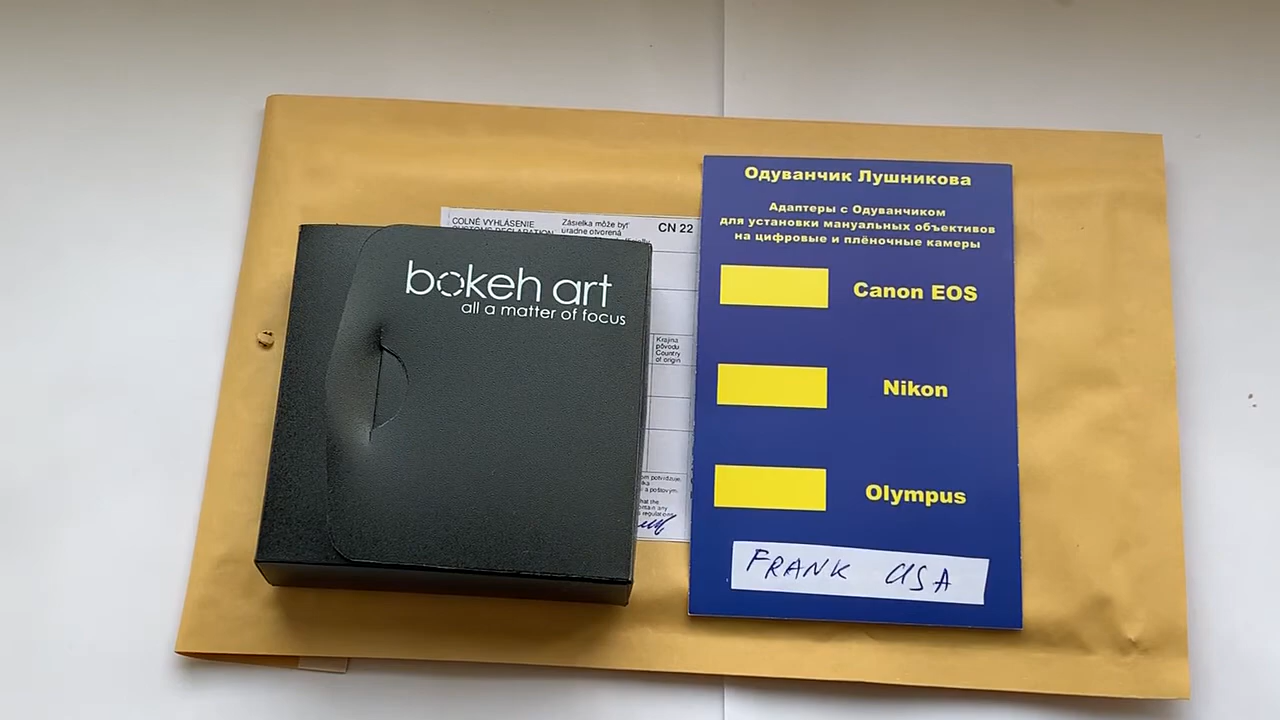 COLNÉ VYHLÁSENIE
Zásielka môže byť
úradne otvorená
CN 22
bokeh art
all a matter of focus
Krajina
pôvodu
Country
of origin
Одуванчик Лушникова
Адаптеры с Одуванчиком
для установки мануальных объективов
на цифровые и плёночные камеры
Canon EOS
Nikon
Olympus
FRANK USA